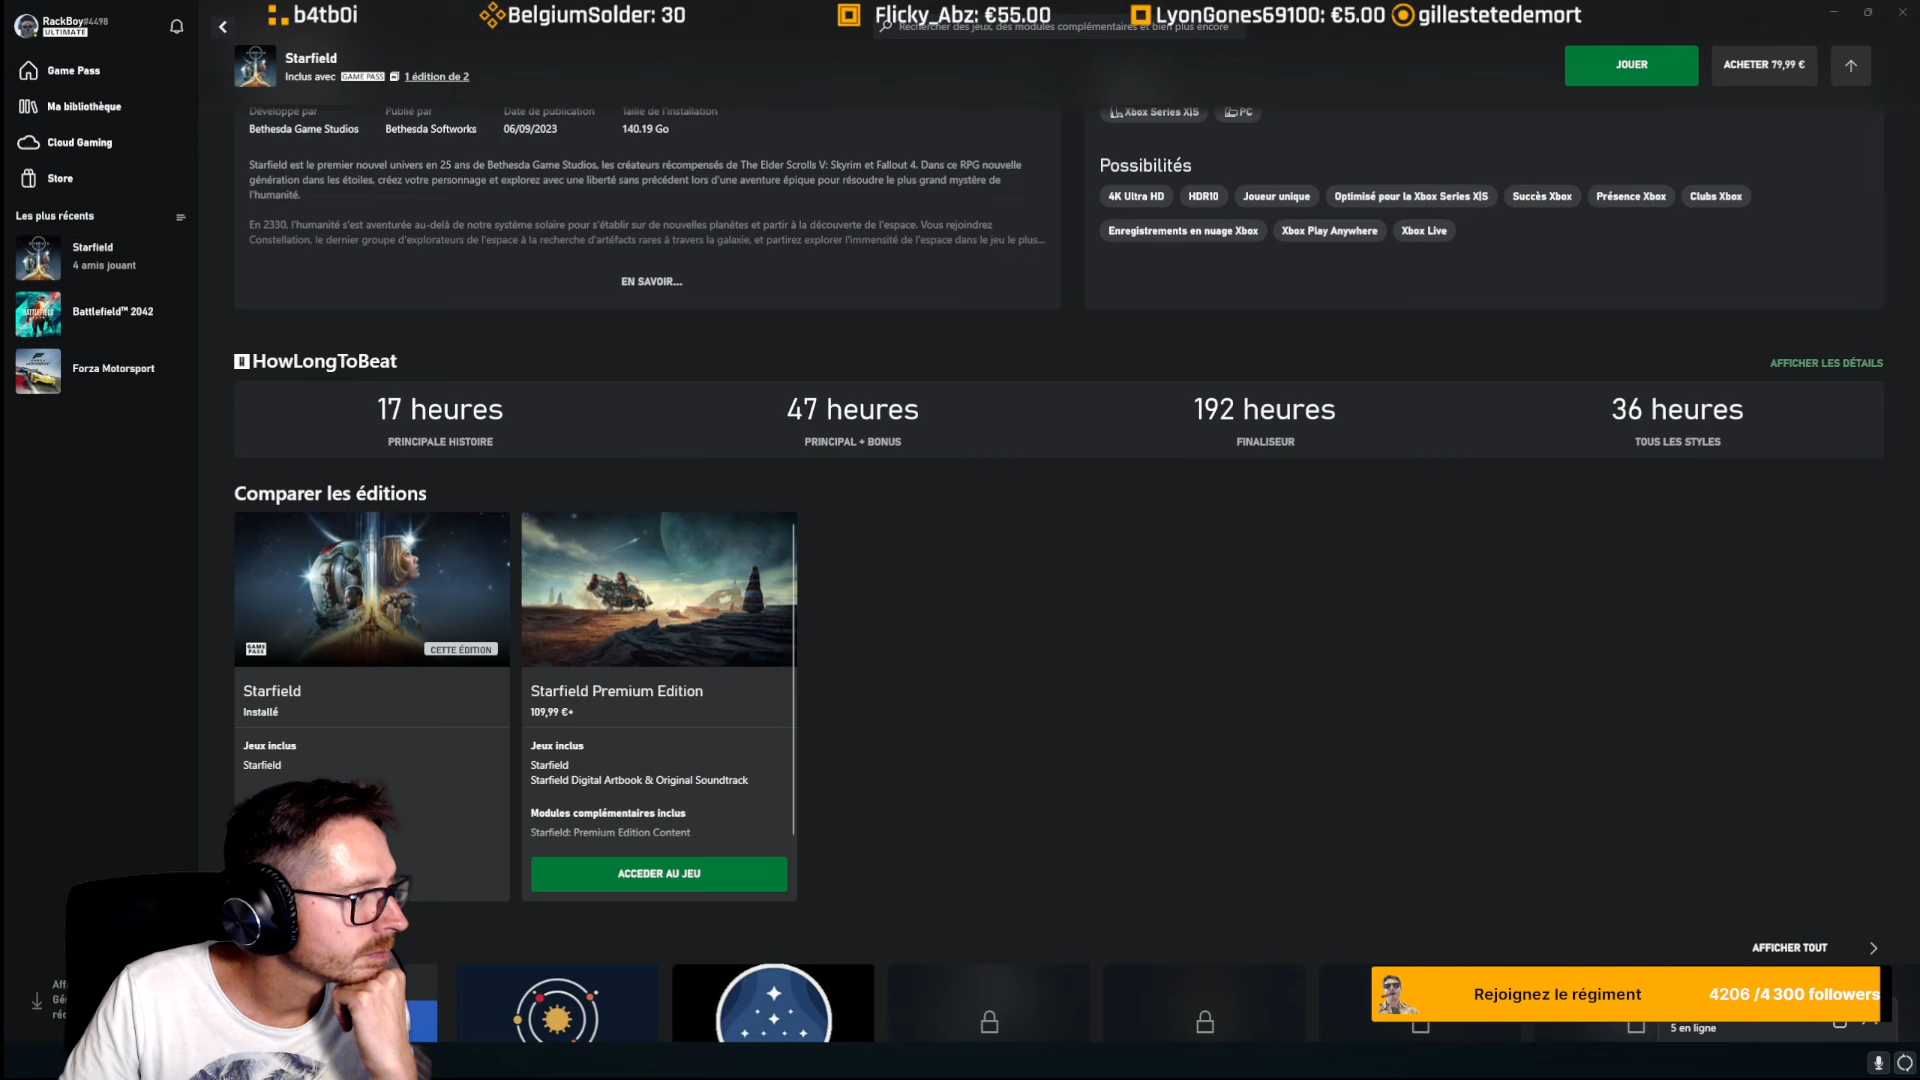 RackBoy#4498
ULTIMATE
b4tb0i
BelgiumSolder: 30
Flicky_Abz: €55.00
LyonGones69100: €5.00
gillestetedemort
Rechercher des jeux, des modules complémentaires et bien plus encore
Game Pass
Ma bibliothèque
Cloud Gaming
Store
Les plus récents
Starfield
4 amis jouant
Battlefield™ 2042
Forza Motorsport
Starfield
Inclus avec GAME PASS 1 édition de 2
JOUER
ACHETER 79,99 €
Développé par
Bethesda Game Studios
Publié par
Bethesda Softworks
Date de publication
06/09/2023
Taille de l'installation
140.19 Go
Starfield est le premier nouvel univers en 25 ans de Bethesda Game Studios, les créateurs récompensés de The Elder Scrolls V: Skyrim et Fallout 4. Dans ce RPG nouvelle
génération dans les étoiles, créez votre personnage et explorez avec une liberté sans précédent lors d'une aventure épique pour résoudre le plus grand mystère de
l'humanité.
En 2330, l'humanité s'est aventurée au-delà de notre système solaire pour s'établir sur de nouvelles planètes et partir à la découverte de l'espace. Vous rejoindrez
Constellation, le dernier groupe d'explorateurs de l'espace à la recherche d'artéfacts rares à travers la galaxie, et partirez explorer l'immensité de l'espace dans le jeu le plus...
EN SAVOIR...
Xbox Series X|S
PC
Possibilités
4K Ultra HD
HDR10
Joueur unique
Optimisé pour la Xbox Series X|S
Succès Xbox
Présence Xbox
Clubs Xbox
Enregistrements en nuage Xbox
Xbox Play Anywhere
Xbox Live
HowLongToBeat
AFFICHER LES DÉTAILS
17 heures
PRINCIPALE HISTOIRE
47 heures
PRINCIPAL + BONUS
192 heures
FINALISEUR
36 heures
TOUS LES STYLES
Comparer les éditions
GAME PASS
CETTE ÉDITION
Starfield
Installé
Jeux inclus
Starfield
Starfield Premium Edition
109,99 €+
Jeux inclus
Starfield
Starfield Digital Artbook & Original Soundtrack
Modules complémentaires inclus
Starfield: Premium Edition Content
ACCEDER AU JEU
AFFICHER TOUT
Rejoignez le régiment
4206 /4 300 followers
5 en ligne